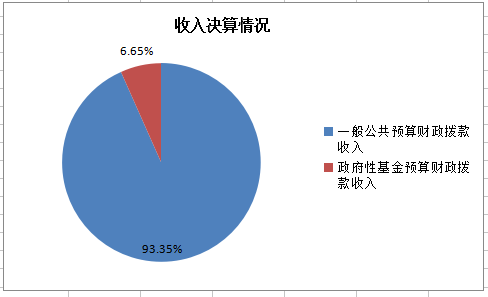 收入决算情况
6.65%
93.35%
一般公共预算财政拨款
收入
政府性基金预算财政拨
款收入